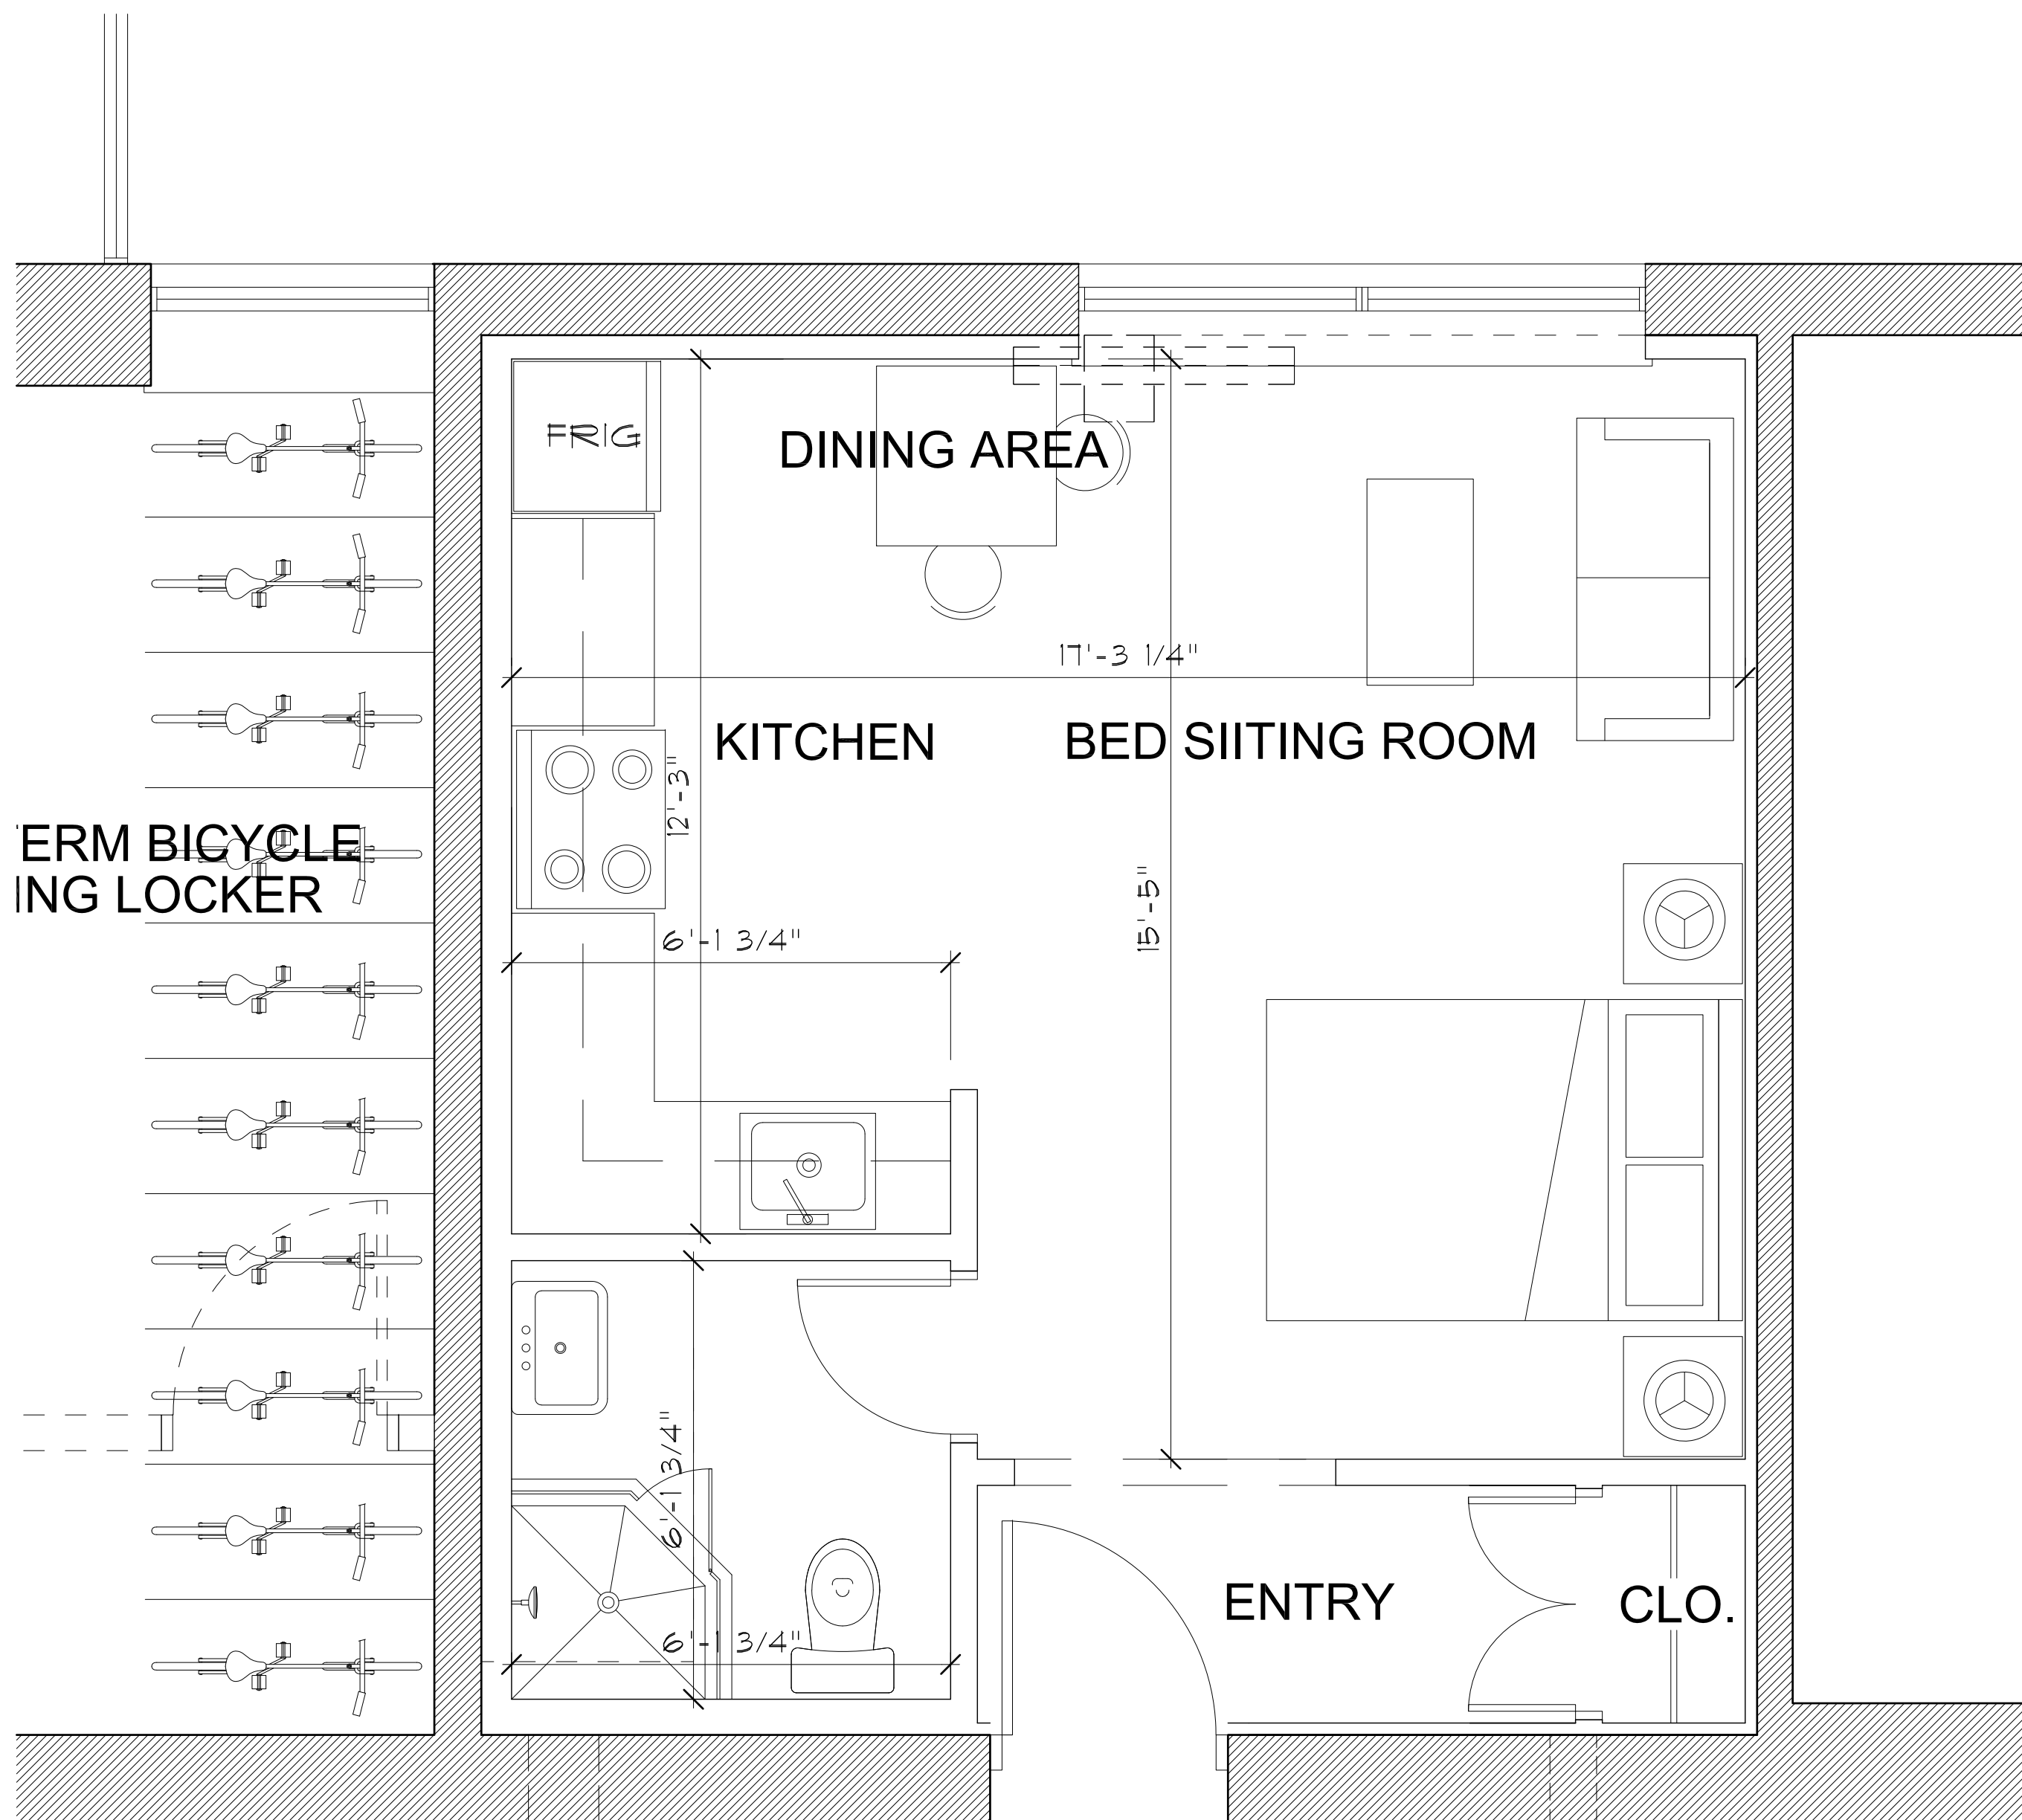 FRIG
DINING AREA
17'-3 1/4"
KITCHEN
BED SIITING ROOM
12'-3"
ERM BICYCLE
ING LOCKER
6'-1 3/4"
15'-5"
6'-1 3/4"
ENTRY
CLO.
6'-1 3/4"